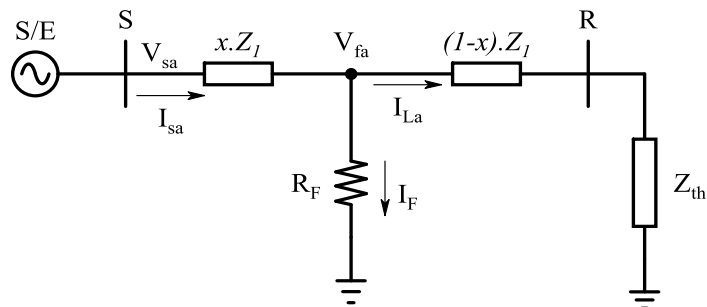 S/E
S
V_sa
x.Z_1
V_fa
(1-x).Z_1
R
I_sa
I_La
R_F
I_F
Z_th